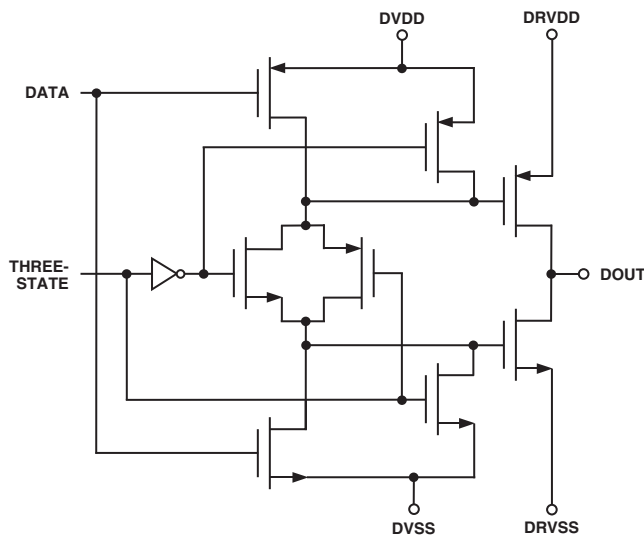 DVDD
DRVDD
DATA
THREE-
STATE
DOUT
DVSS
DRVSS